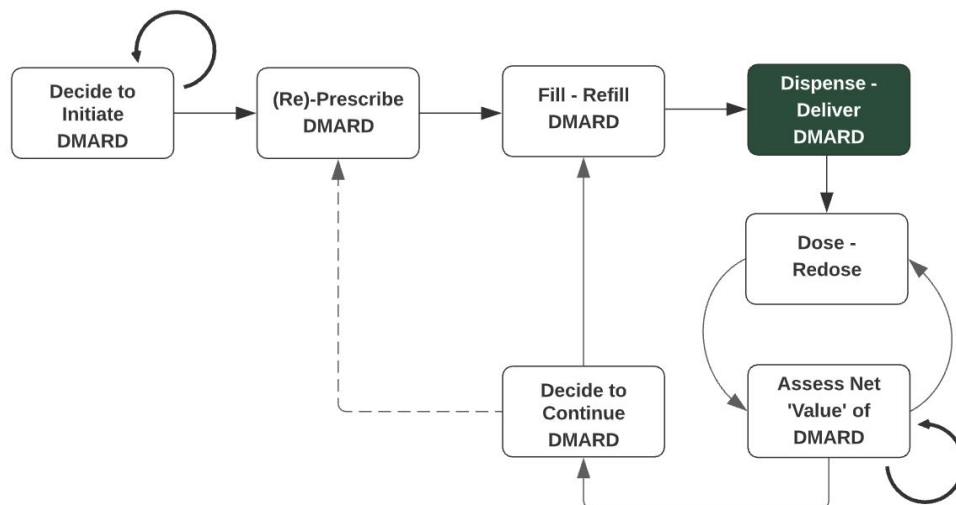 Decide to
Initiate
DMARD
(Re)-Prescribe
DMARD
Fill - Refill
DMARD
Dispense -
Deliver
DMARD
Dose -
Redose
Decide to
Continue
DMARD
Assess Net
'Value' of
DMARD